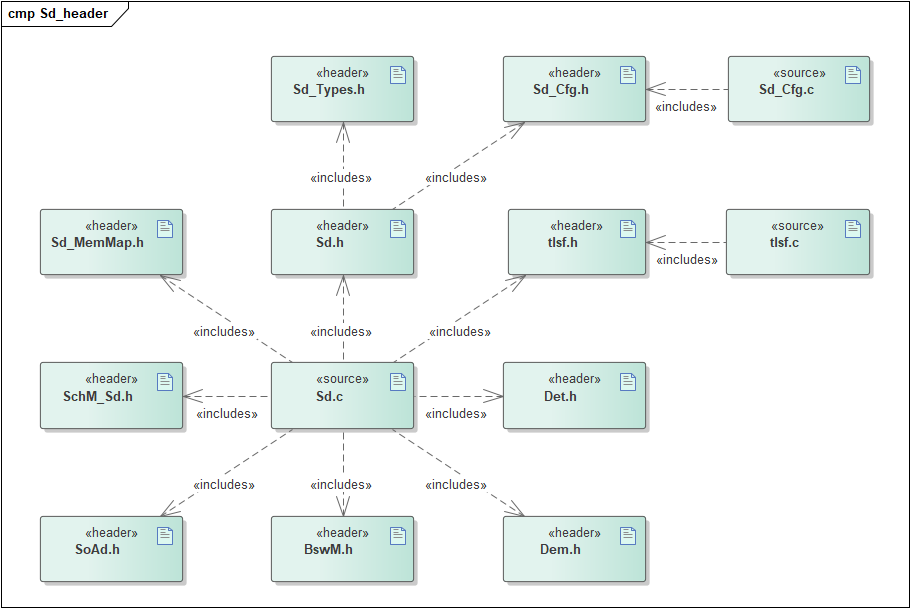 cmp Sd_header
«header»
Sd_Types.h
«header»
Sd_Cfg.h
«source»
Sd_Cfg.c
«includes»
«includes»
«includes»
«header»
Sd_MemMap.h
«header»
Sd.h
«header»
tlsf.h
«source»
tlsf.c
«includes»
«includes»
«includes»
«includes»
«header»
SchM_Sd.h
«source»
Sd.c
«header»
Det.h
«includes»
«includes»
«includes»
«includes»
«includes»
«header»
SoAd.h
«header»
BswM.h
«header»
Dem.h